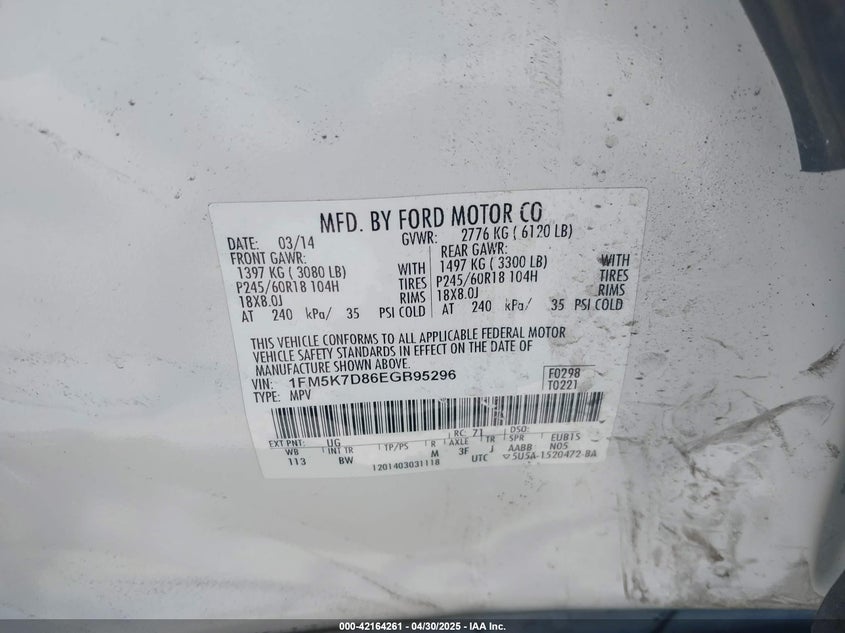 MFD. BY FORD MOTOR CO
DATE: 03/14 GVWR: 2776 KG ( 6120 LB)
FRONT GAWR: REAR GAWR:
1397 KG ( 3080 LB) WITH 1497 KG ( 3300 LB) WITH
P245/60R18 104H TIRES P245/60R18 104H TIRES
18X8.0J RIMS 18X8.0J RIMS
AT 240 kPa/ 35 PSI COLD AT 240 kPa/ 35 PSI COLD
THIS VEHICLE CONFORMS TO ALL APPLICABLE FEDERAL MOTOR
VEHICLE SAFETY STANDARDS IN EFFECT ON THE DATE OF
MANUFACTURE SHOWN ABOVE.
VIN: 1FM5K7D86EGB95296 F0298
TYPE: MPV T0221
EXT PNT: UG RC: 71 DSO:
WB INT TR TP/PS R AXLE TR SPR EUB15
113 BW M 3F J AABB N05
1201403031118 UTC 5U5A-1520472-BA
000-42164261 - 04/30/2025 - IAA Inc.